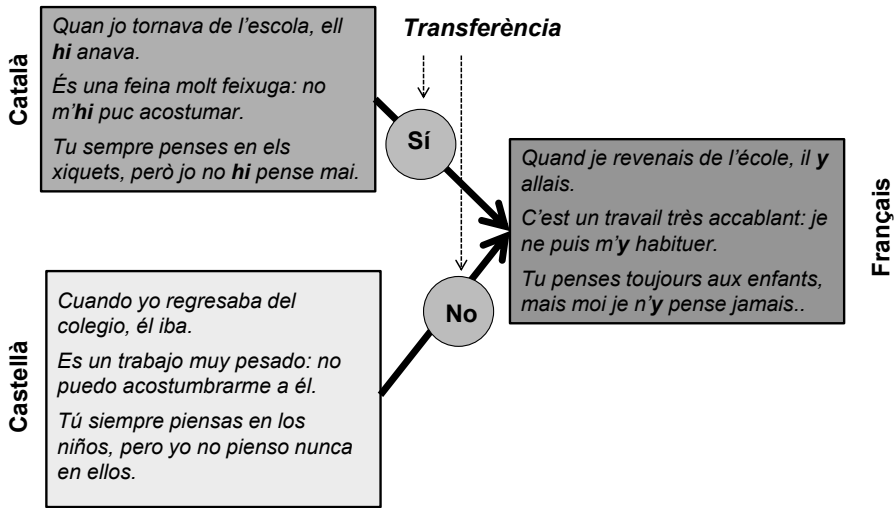 Transferència
Català
Quan jo tornava de l'escola, ell
hi anava.
És una feina molt feixuga: no
m'hi puc acostumar.
Tu sempre penses en els
xiquets, però jo no hi pense mai.
Sí
Quand je revenais de l'école, il y
allais.
C'est un travail très accablant: je
ne puis m'y habituer.
Tu penses toujours aux enfants,
mais moi je n'y pense jamais..
Français
No
Castellà
Cuando yo regresaba del
colegio, él iba.
Es un trabajo muy pesado: no
puedo acostumbrarme a él.
Tú siempre piensas en los
niños, pero yo no pienso nunca
en ellos.